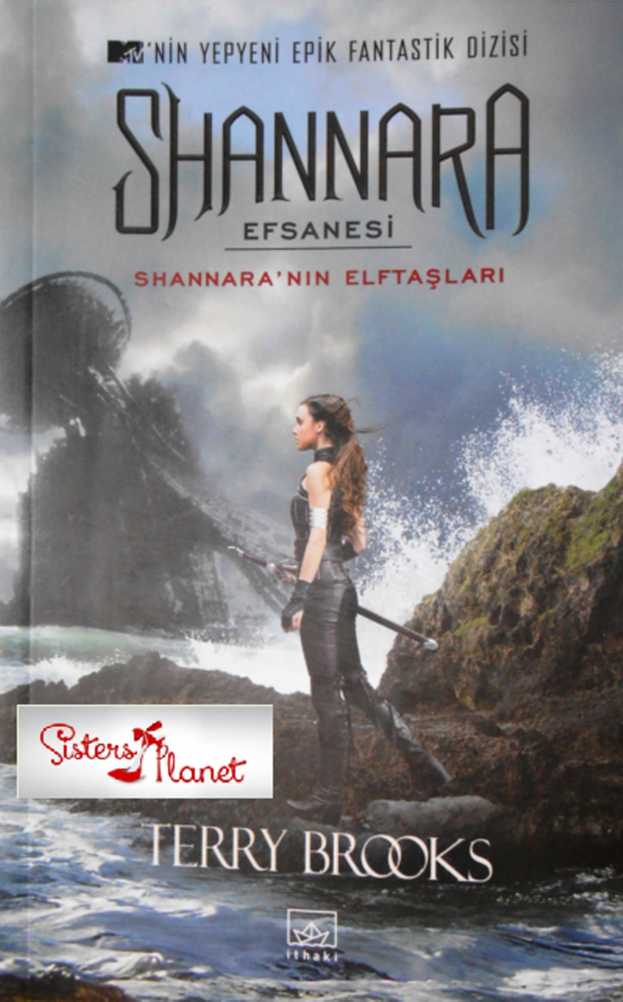 MTV'NİN YEPYENİ EPİK FANTASTİK DİZİSİ
SHANNARA
EFSANESİ
SHANNARA'NIN ELFTAŞLARI
Sisters Planet
TERRY BROOKS
ithaki